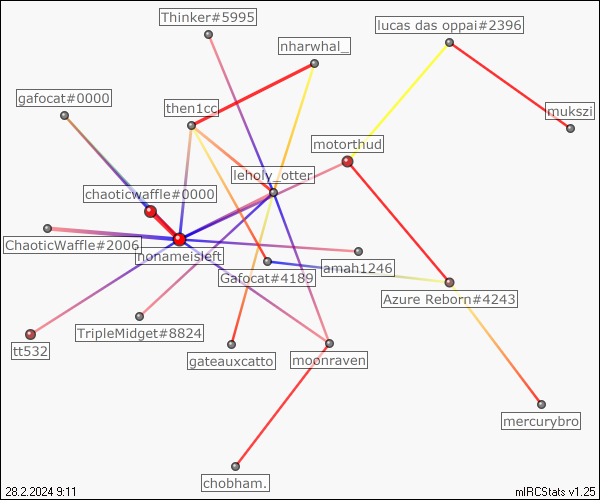 Thinker#5995
lucas das oppai#2396
nharwhal_
gafocat#0000
then1cc
mukszi
motorthud
leholy_otter
chaoticwaffle#0000
ChaoticWaffle#2006
nonameisleft
amah1246
Gafocat#4189
Azure Reborn#4243
TripleMidget#8824
tt532
gateauxcatto
moonraven
mercurybro
chobham.
28.2.2024 9:11
mIRCStats v1.25